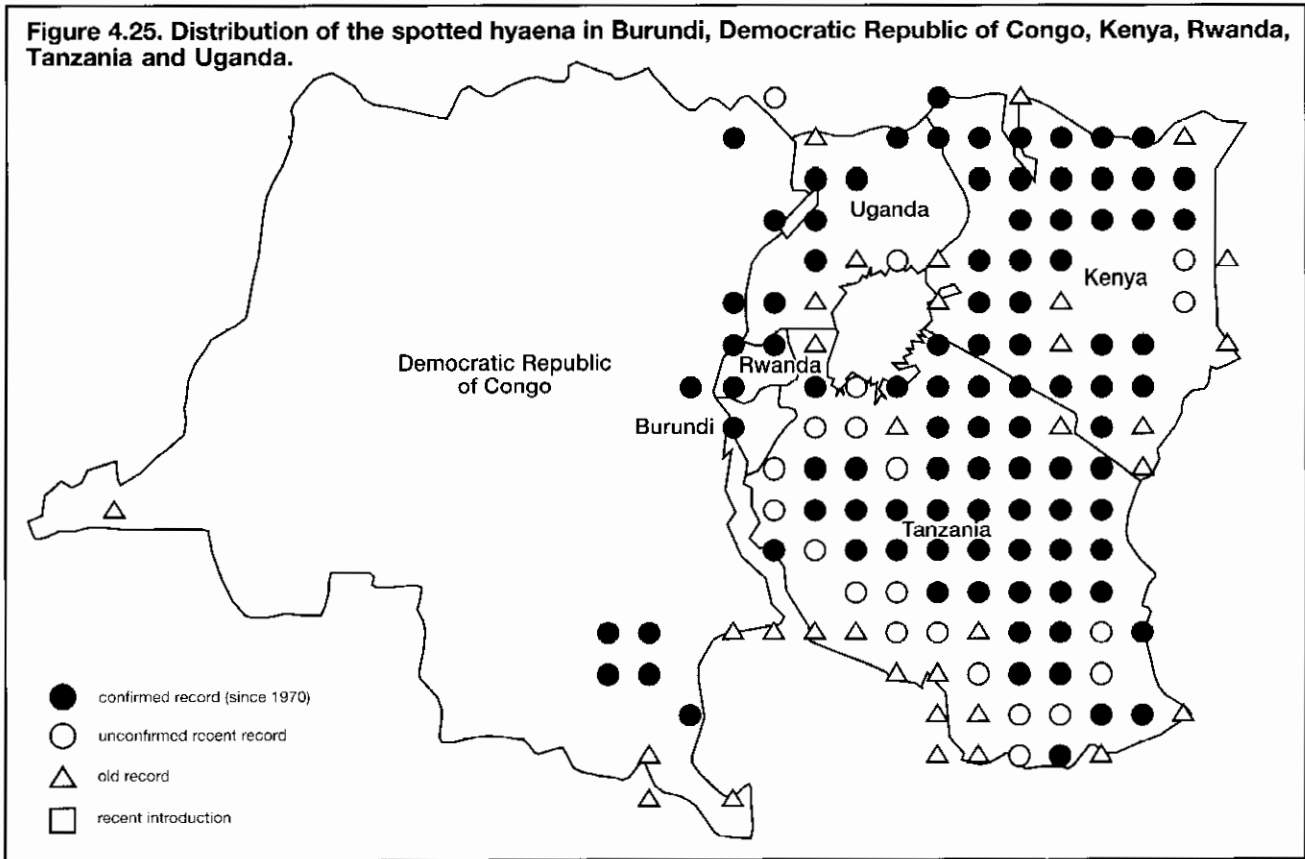 Figure 4.25. Distribution of the spotted hyaena in Burundi, Democratic Republic of Congo, Kenya, Rwanda,
Tanzania and Uganda.
Uganda
Kenya
Democratic Republic
of Congo
Rwanda
Burundi
Tanzania
confirmed record (since 1970)
unconfirmed recent record
old record
recent introduction